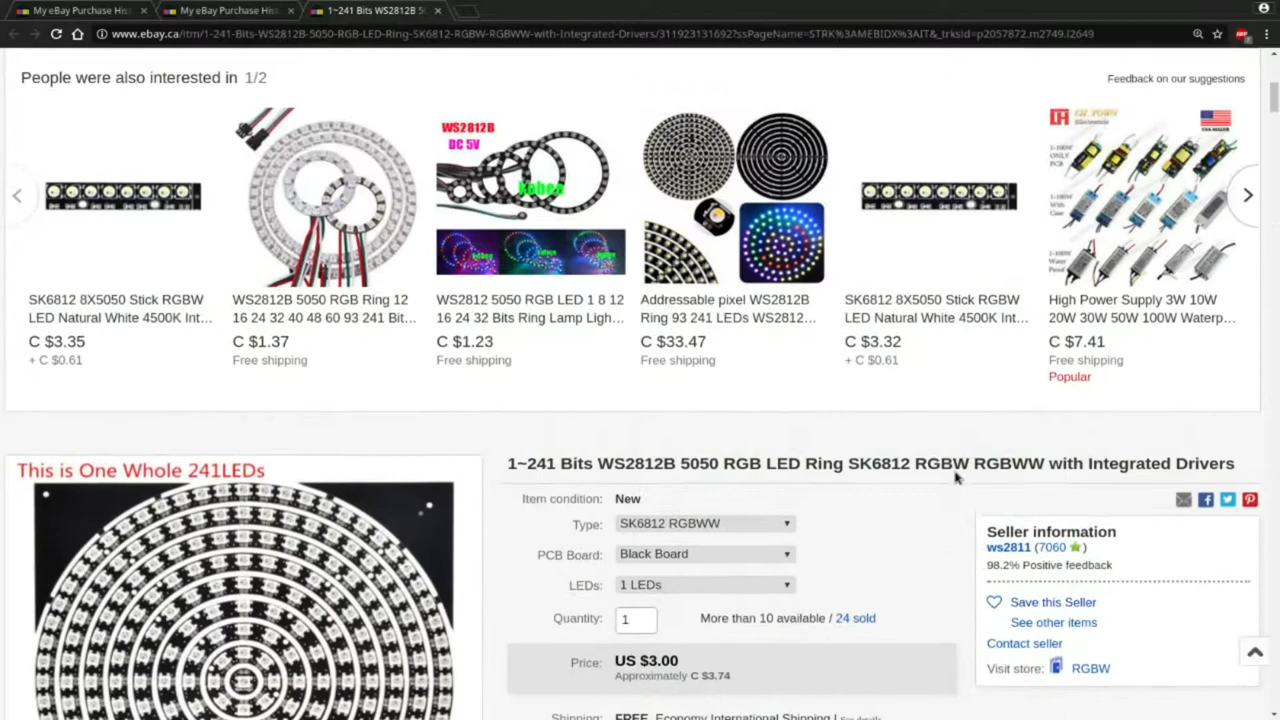 My eBay Purchase His
My eBay Purchase His
1~241 Bits WS2812B 50
www.ebay.ca/itm/1-241-Bits-WS2812B-5050-RGB-LED-Ring-SK6812-RGBW-RGBWW-with-Integrated-Drivers/311923131692?ssPageName=STRK%3AMEBIDX%3AIT&_trksid=p2057872.m2749.l2649
People were also interested in 1/2
Feedback on our suggestions
WS2812B
DC 5V
Keben
SK6812 8X5050 Stick RGBW
LED Natural White 4500K Int...
C $3.35
+ C $0.61
WS2812B 5050 RGB Ring 12
16 24 32 40 48 60 93 241 Bit...
C $1.37
Free shipping
WS2812 5050 RGB LED 1 8 12
16 24 32 Bits Ring Lamp Ligh...
C $1.23
Free shipping
Addressable pixel WS2812B
Ring 93 241 LEDs WS2812...
C $33.47
Free shipping
SK6812 8X5050 Stick RGBW
LED Natural White 4500K Int...
C $3.32
+ C $0.61
High Power Supply 3W 10W
20W 30W 50W 100W Waterp...
C $7.41
Free shipping
Popular
This is One Whole 241LEDs
1~241 Bits WS2812B 5050 RGB LED Ring SK6812 RGBW RGBWW with Integrated Drivers
Item condition: New
Type: SK6812 RGBWW
PCB Board: Black Board
LEDs: 1 LEDs
Quantity: 1 More than 10 available / 24 sold
Price: US $3.00
Approximately C $3.74
Shipping: FREE Economy International Shipping | See details
Seller information
ws2811 (7060)
98.2% Positive feedback
Save this Seller
See other items
Contact seller
Visit store: RGBW